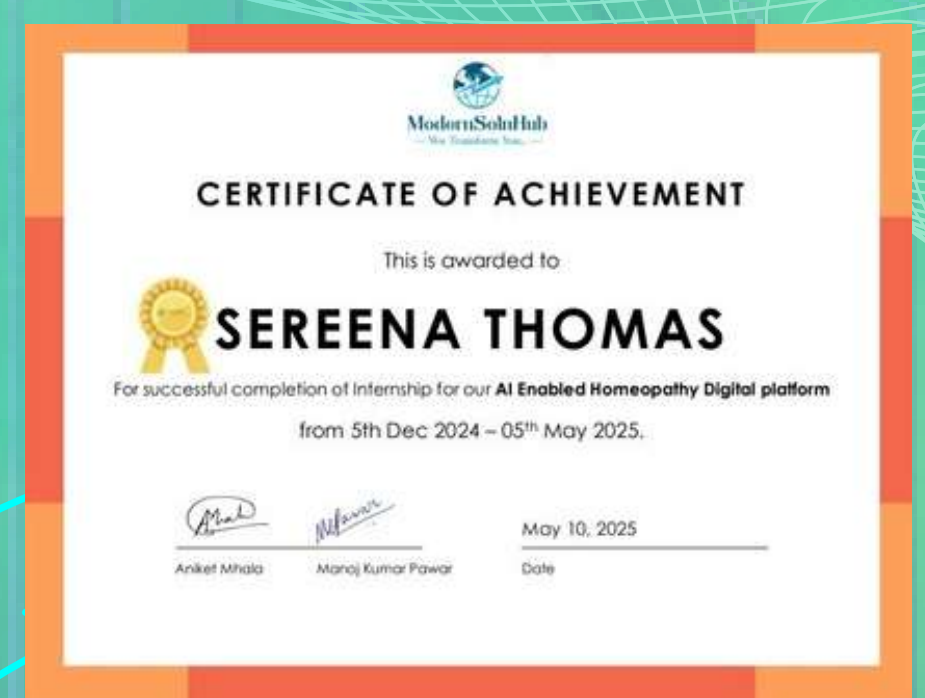 ModernSolnHub
CERTIFICATE OF ACHIEVEMENT
This is awarded to
SEREENA THOMAS
For successful completion of Internship for our AI Enabled Homeopathy Digital platform
from 5th Dec 2024 – 05th May 2025.
May 10, 2025
Aniket Mhala Manoj Kumar Pawar Date